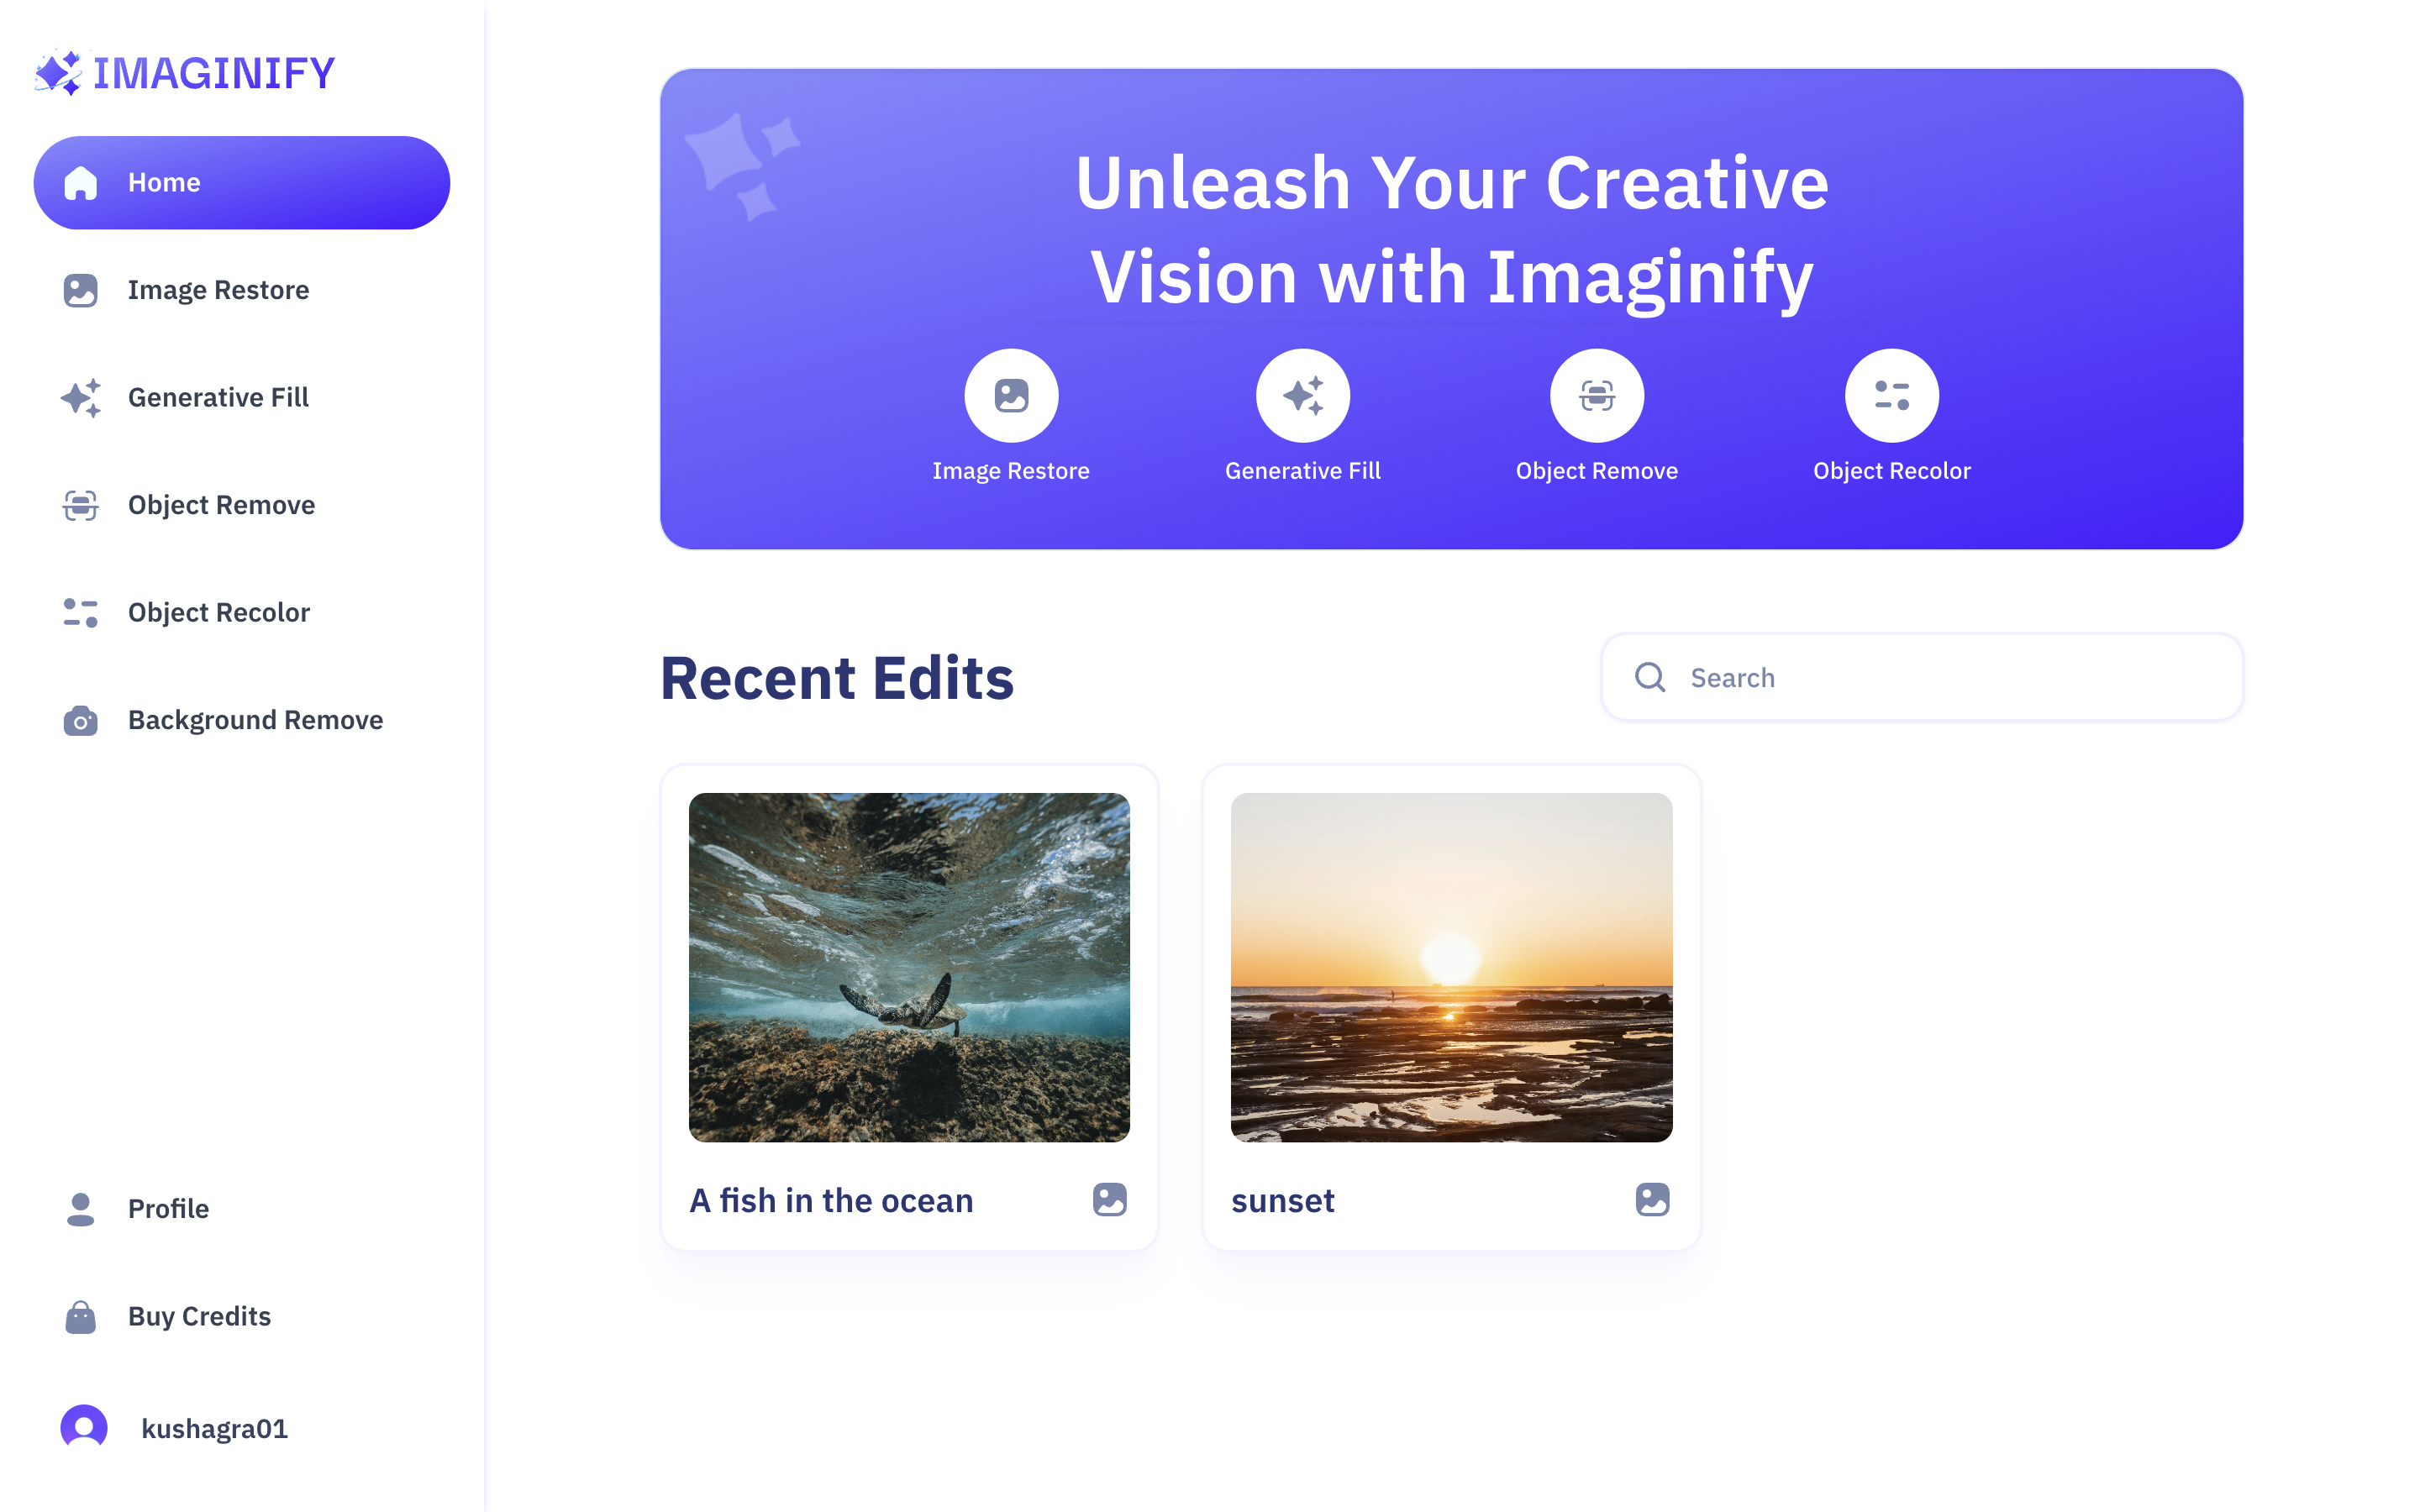 IMAGINIFY
Home
Image Restore
Generative Fill
Object Remove
Object Recolor
Background Remove
Profile
Buy Credits
kushagra01
Unleash Your Creative
Vision with Imaginify
Image Restore
Generative Fill
Object Remove
Object Recolor
Recent Edits
Search
A fish in the ocean
sunset